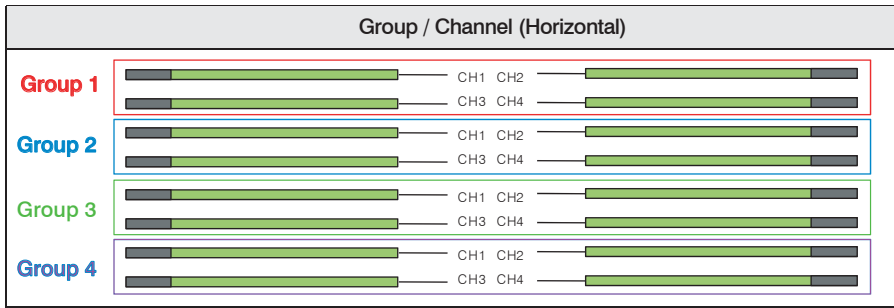 Group / Channel (Horizontal)
Group 1
CH1 CH2
CH3 CH4
Group 2
CH1 CH2
CH3 CH4
Group 3
CH1 CH2
CH3 CH4
Group 4
CH1 CH2
CH3 CH4